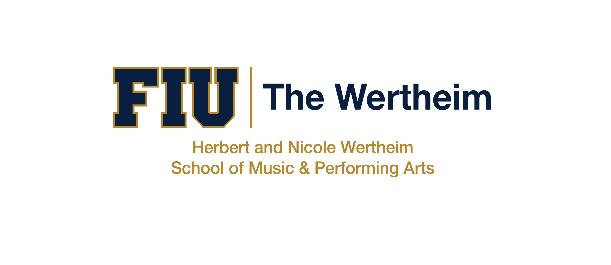 FIU The Wertheim
Herbert and Nicole Wertheim
School of Music & Performing Arts